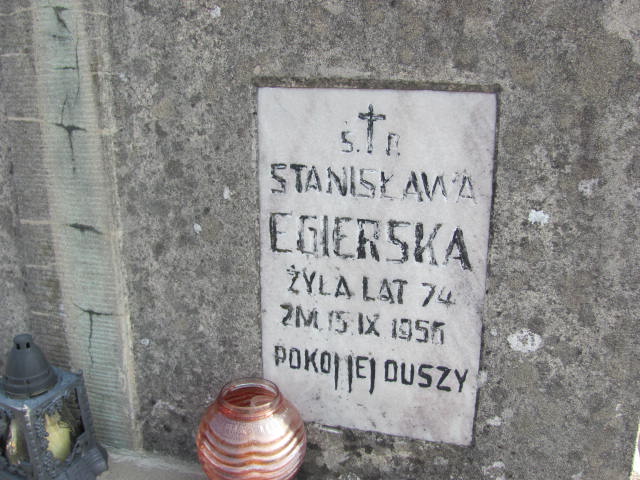 Ś. P.
STANISŁAWA
EGIERSKA
ŻYŁA LAT 74
ZM. 15 IX 1956
POKÓJ JEJ DUSZY